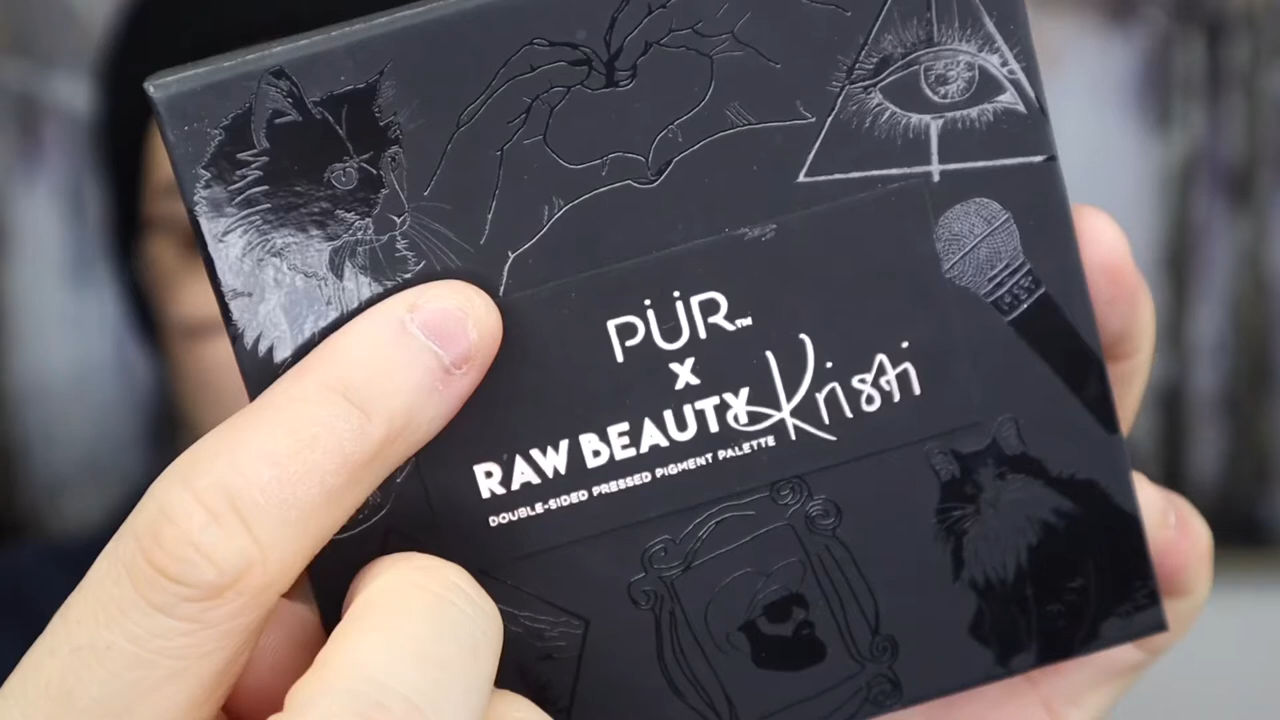 PÜR™
X
RAW BEAUTY Kristi
DOUBLE-SIDED PRESSED PIGMENT PALETTE